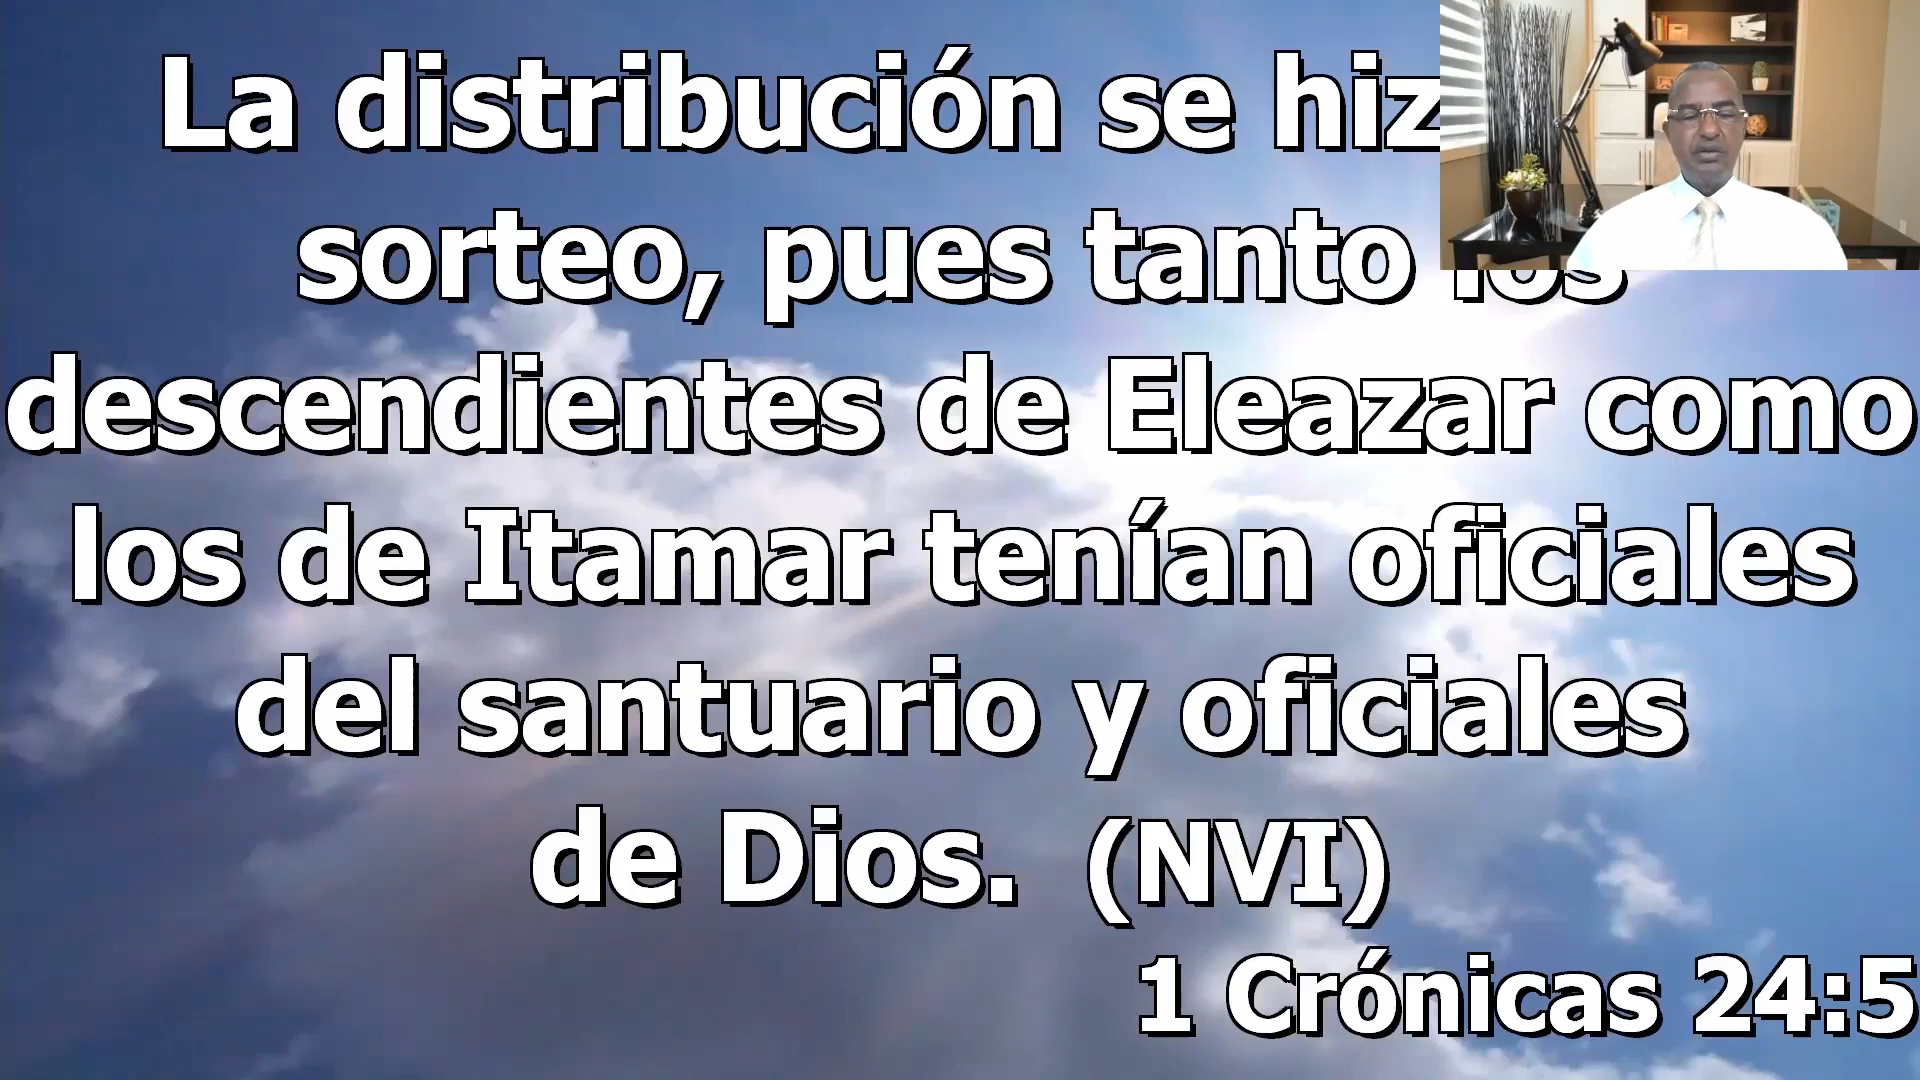 La distribución se hiz
sorteo, pues tanto los
descendientes de Eleazar como
los de Itamar tenían oficiales
del santuario y oficiales
de Dios. (NVI)
1 Crónicas 24:5